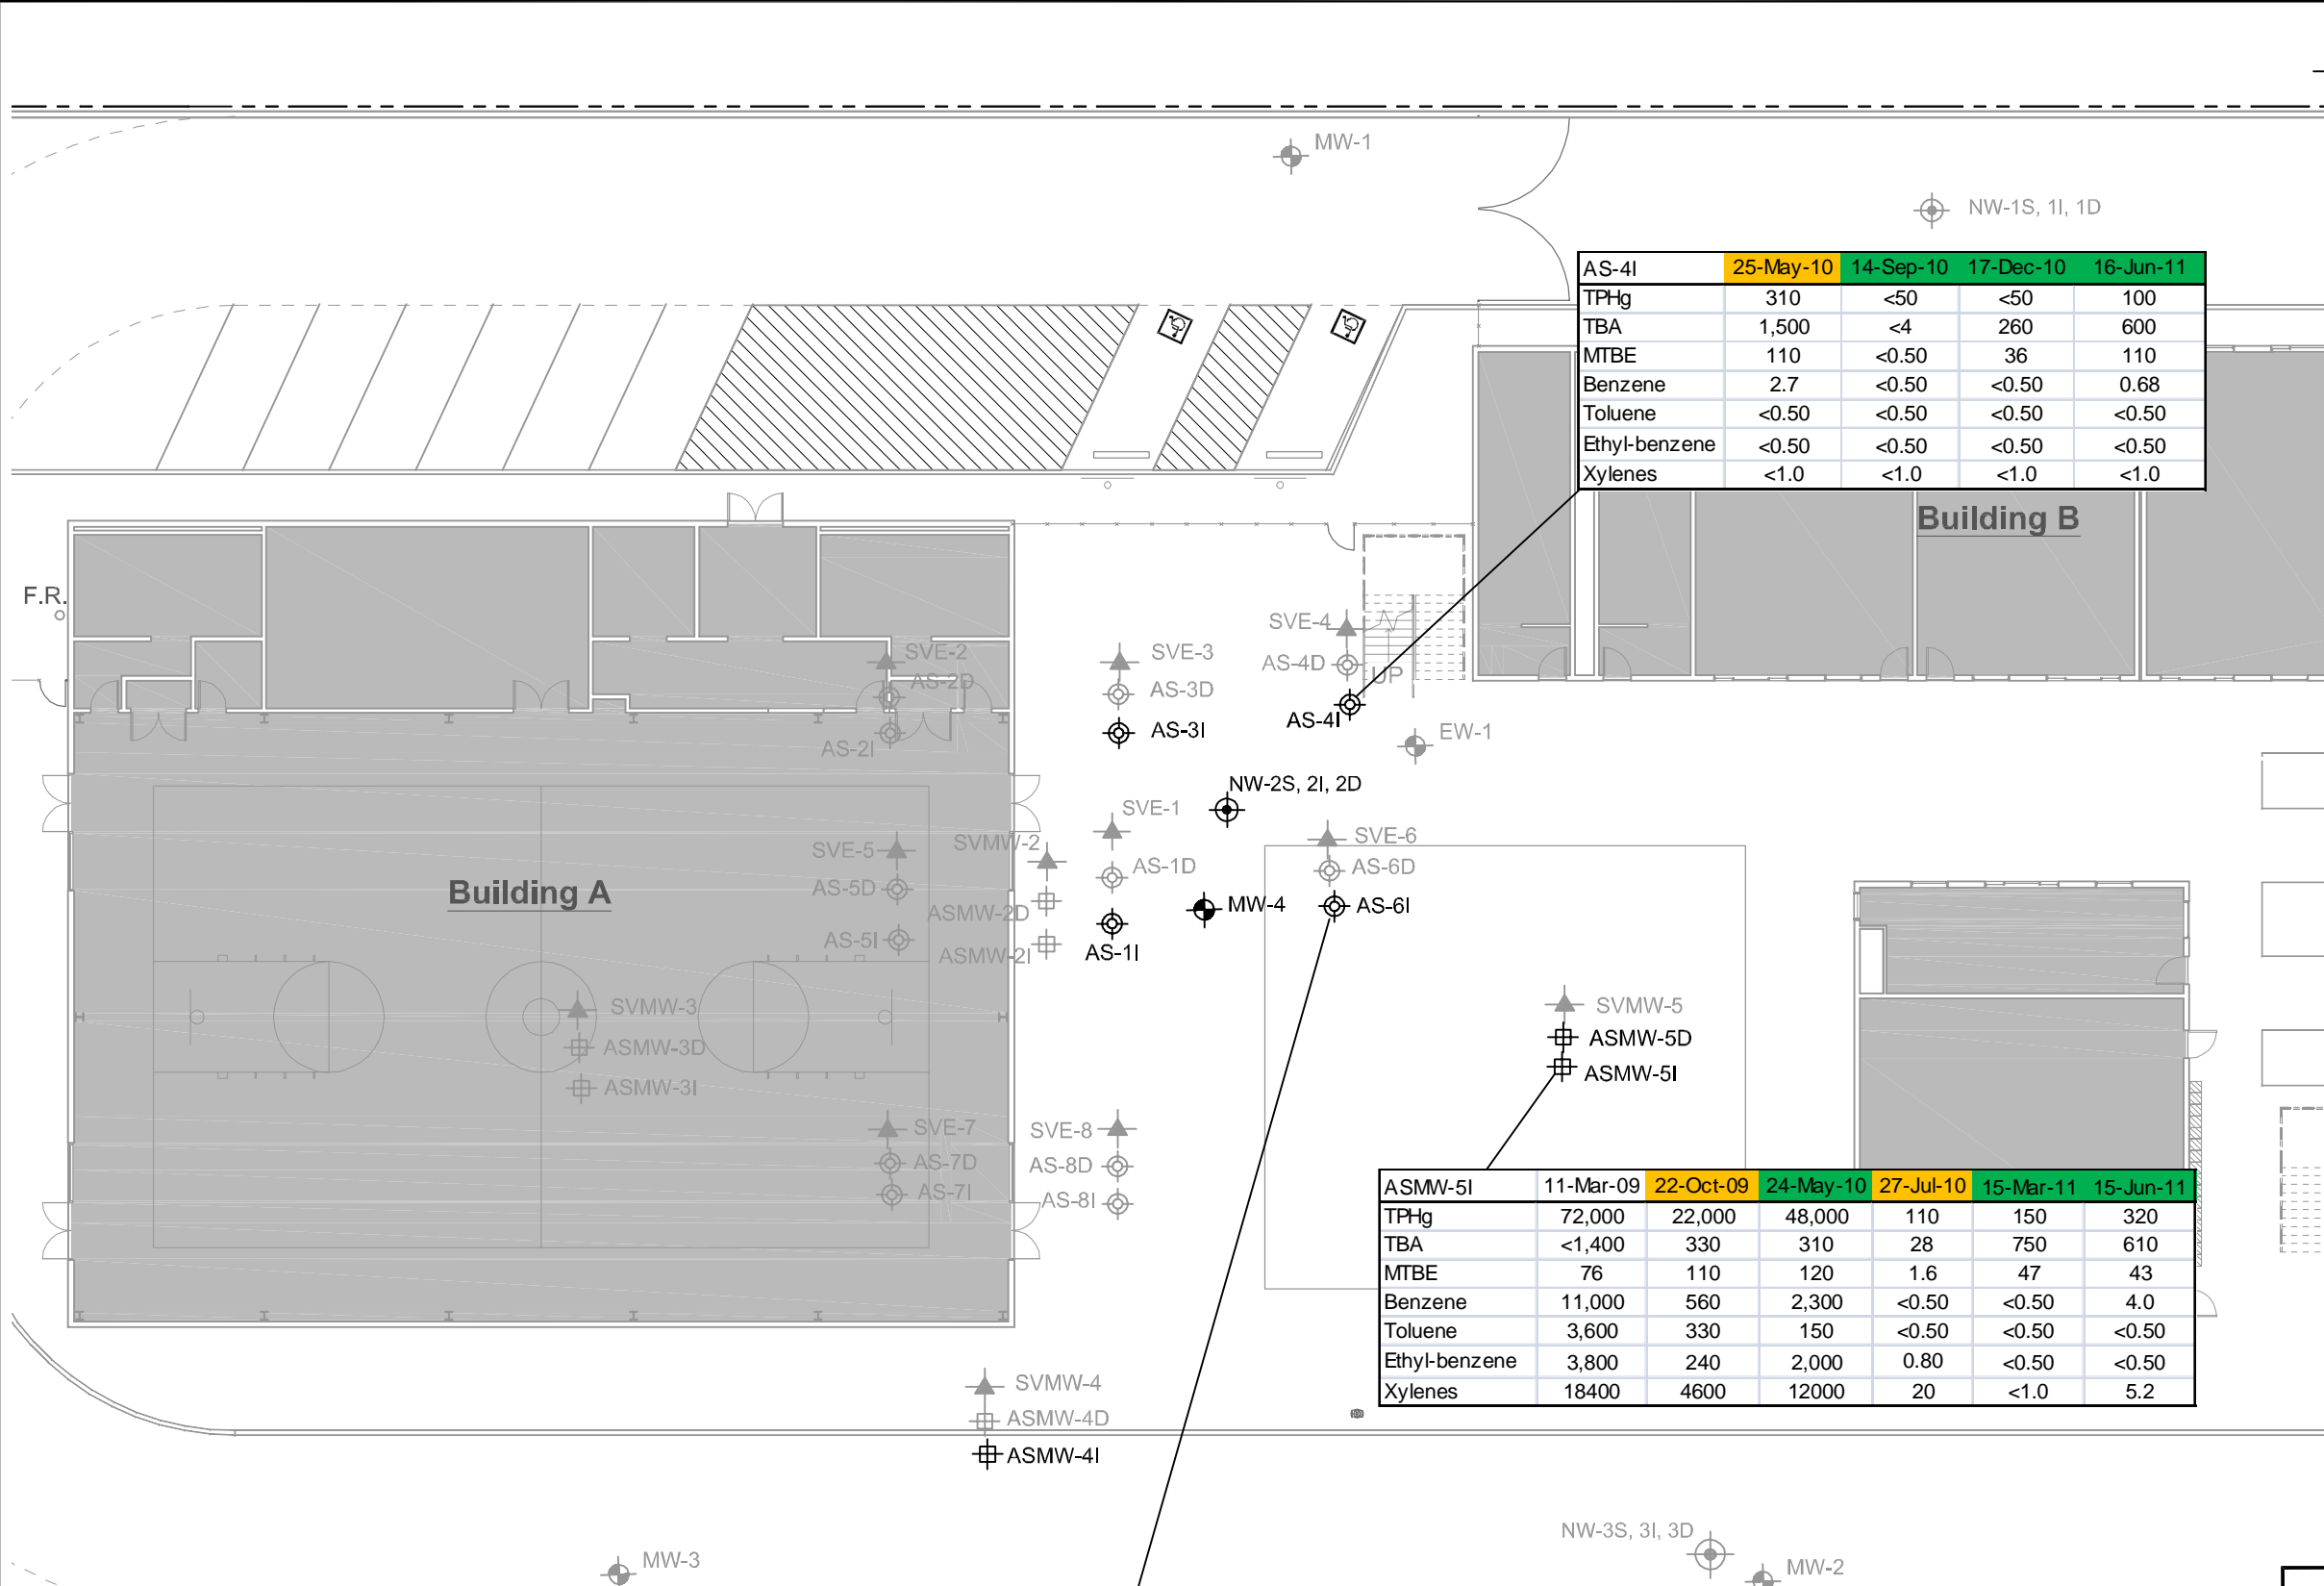 MW-1
NW-1S, 1I, 1D
AS-4I 25-May-10 14-Sep-10 17-Dec-10 16-Jun-11
TPHg 310 <50 <50 100
TBA 1,500 <4 260 600
MTBE 110 <0.50 36 110
Benzene 2.7 <0.50 <0.50 0.68
Toluene <0.50 <0.50 <0.50 <0.50
Ethyl-benzene <0.50 <0.50 <0.50 <0.50
Xylenes <1.0 <1.0 <1.0 <1.0
Building B
F.R.
SVE-4
SVE-2
SVE-3
AS-4D
UP
AS-2D
AS-3D
AS-4I
AS-3I
EW-1
AS-2I
NW-2S, 2I, 2D
SVE-1
SVE-6
SVMW-2
SVE-5
AS-1D
AS-6D
AS-5D
Building A
MW-4
AS-6I
ASMW-2D
AS-5I
AS-1I
ASMW-2I
SVMW-3
SVMW-5
ASMW-5D
ASMW-3D
ASMW-5I
ASMW-3I
SVE-7
SVE-8
AS-7D
AS-8D
AS-7I
AS-8I
ASMW-5I 11-Mar-09 22-Oct-09 24-May-10 27-Jul-10 15-Mar-11 15-Jun-11
TPHg 72,000 22,000 48,000 110 150 320
TBA <1,400 330 310 28 750 610
MTBE 76 110 120 1.6 47 43
Benzene 11,000 560 2,300 <0.50 <0.50 4.0
Toluene 3,600 330 150 <0.50 <0.50 <0.50
Ethyl-benzene 3,800 240 2,000 0.80 <0.50 <0.50
Xylenes 18400 4600 12000 20 <1.0 5.2
SVMW-4
ASMW-4D
ASMW-4I
NW-3S, 3I, 3D
MW-3
MW-2